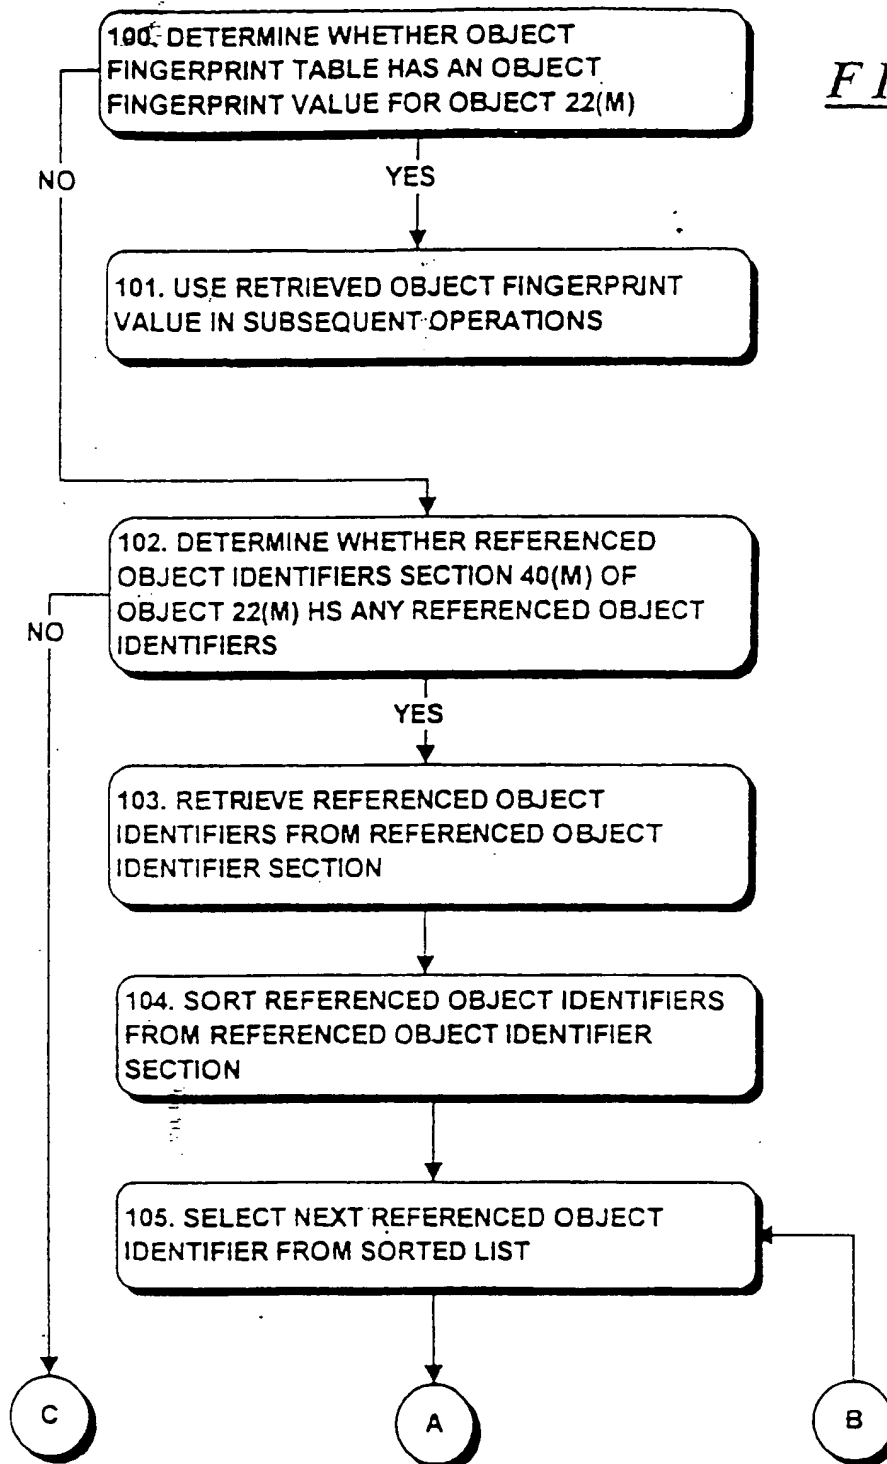 100. DETERMINE WHETHER OBJECT
FINGERPRINT TABLE HAS AN OBJECT
FINGERPRINT VALUE FOR OBJECT 22(M)
F I
NO
YES
101. USE RETRIEVED OBJECT FINGERPRINT
VALUE IN SUBSEQUENT OPERATIONS
102. DETERMINE WHETHER REFERENCED
OBJECT IDENTIFIERS SECTION 40(M) OF
OBJECT 22(M) HS ANY REFERENCED OBJECT
IDENTIFIERS
NO
YES
103. RETRIEVE REFERENCED OBJECT
IDENTIFIERS FROM REFERENCED OBJECT
IDENTIFIER SECTION
104. SORT REFERENCED OBJECT IDENTIFIERS
FROM REFERENCED OBJECT IDENTIFIER
SECTION
105. SELECT NEXT REFERENCED OBJECT
IDENTIFIER FROM SORTED LIST
C
A
B